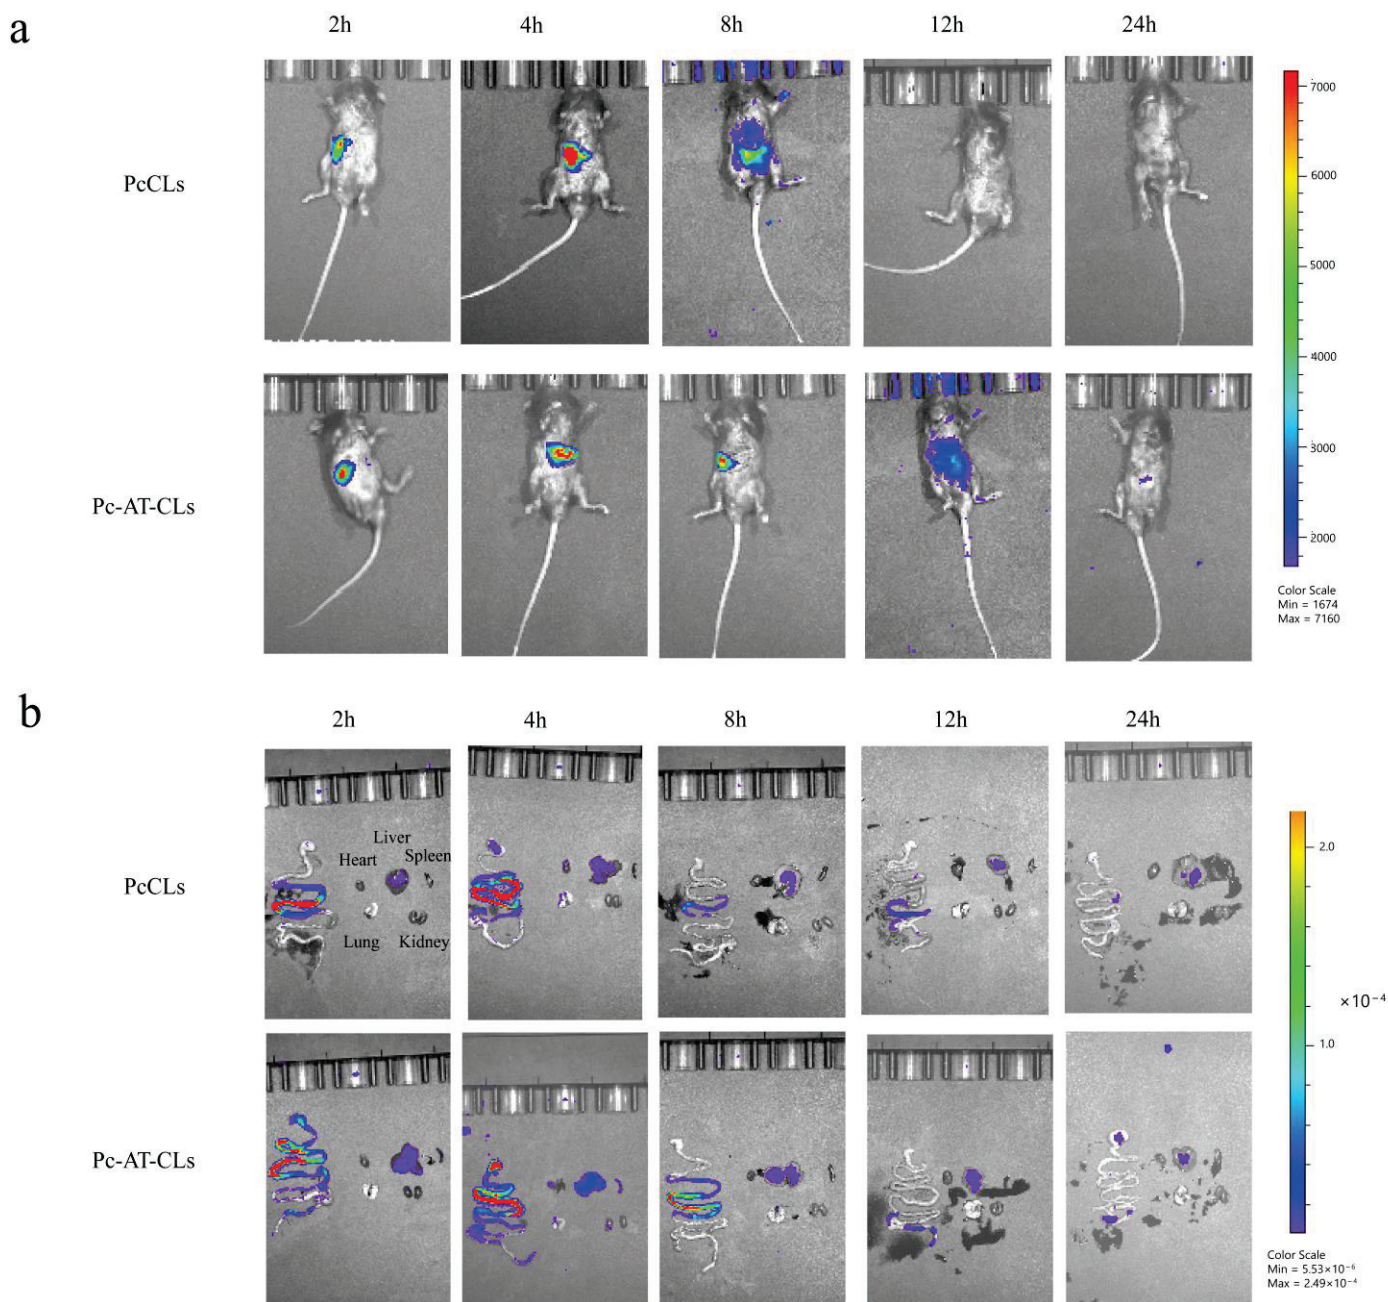 a
2h 4h 8h 12h 24h
PcCLs
Pc-AT-CLs
7000
6000
5000
4000
3000
2000
Color Scale
Min = 1674
Max = 7160
b
2h 4h 8h 12h 24h
PcCLs
Liver
Heart Spleen
Lung Kidney
Pc-AT-CLs
2.0
×10⁻⁴
1.0
Color Scale
Min = 5.53×10⁻⁶
Max = 2.49×10⁻⁴